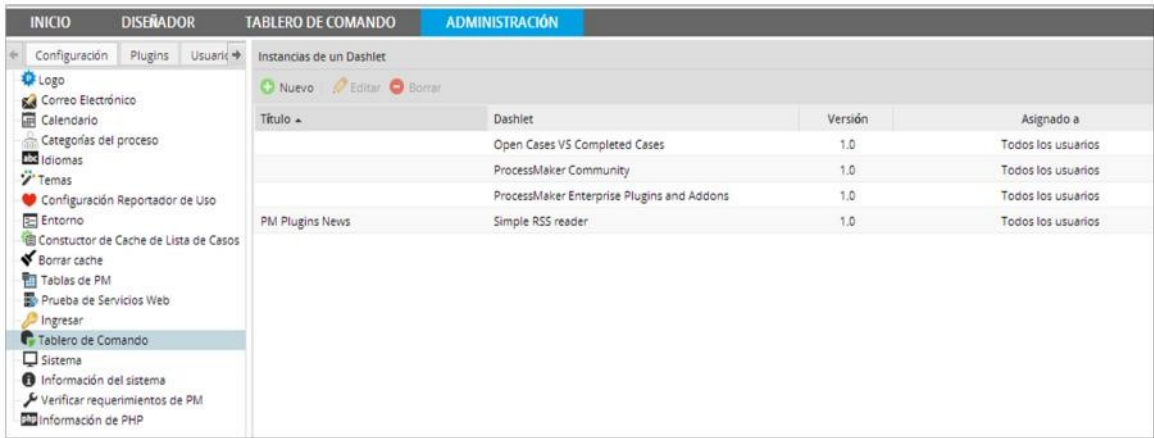 INICIO DISEÑADOR TABLERO DE COMANDO ADMINISTRACIÓN
Configuración Plugins Usuari
Logo
Correo Electrónico
Calendario
Categorías del proceso
abc Idiomas
Temas
Configuración Reportador de Uso
Entorno
Constuctor de Cache de Lista de Casos
Borrar cache
Tablas de PM
Prueba de Servicios Web
Ingresar
Tablero de Comando
Sistema
Información del sistema
Verificar requerimientos de PM
php Información de PHP
Instancias de un Dashlet
Nuevo Editar Borrar
Título Dashlet Versión Asignado a
Open Cases VS Completed Cases 1.0 Todos los usuarios
ProcessMaker Community 1.0 Todos los usuarios
ProcessMaker Enterprise Plugins and Addons 1.0 Todos los usuarios
PM Plugins News Simple RSS reader 1.0 Todos los usuarios